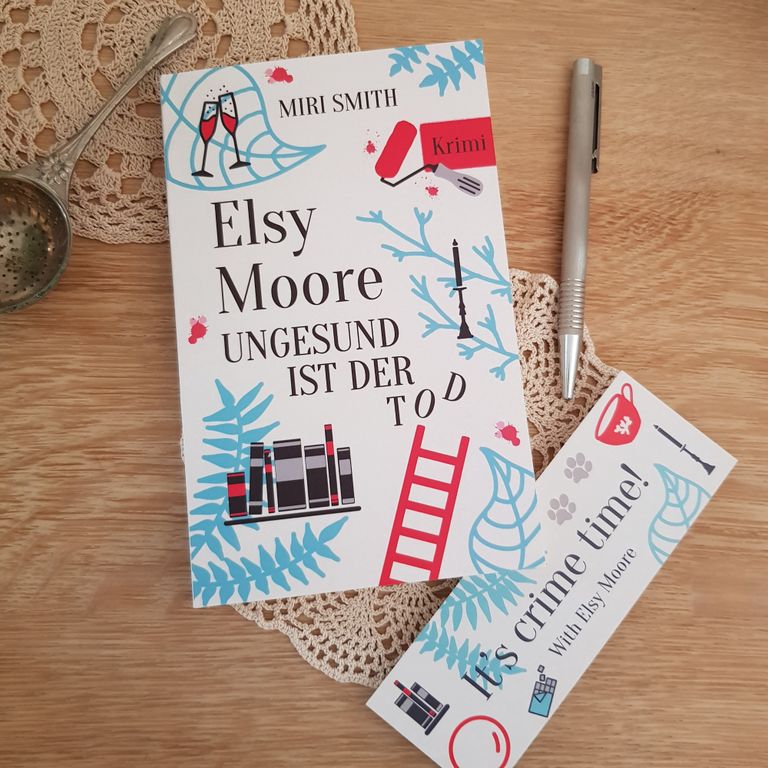 MIRI SMITH
Krimi
Elsy
Moore
UNGESUND
IST DER
TOD
It's crime time!
With Elsy Moore